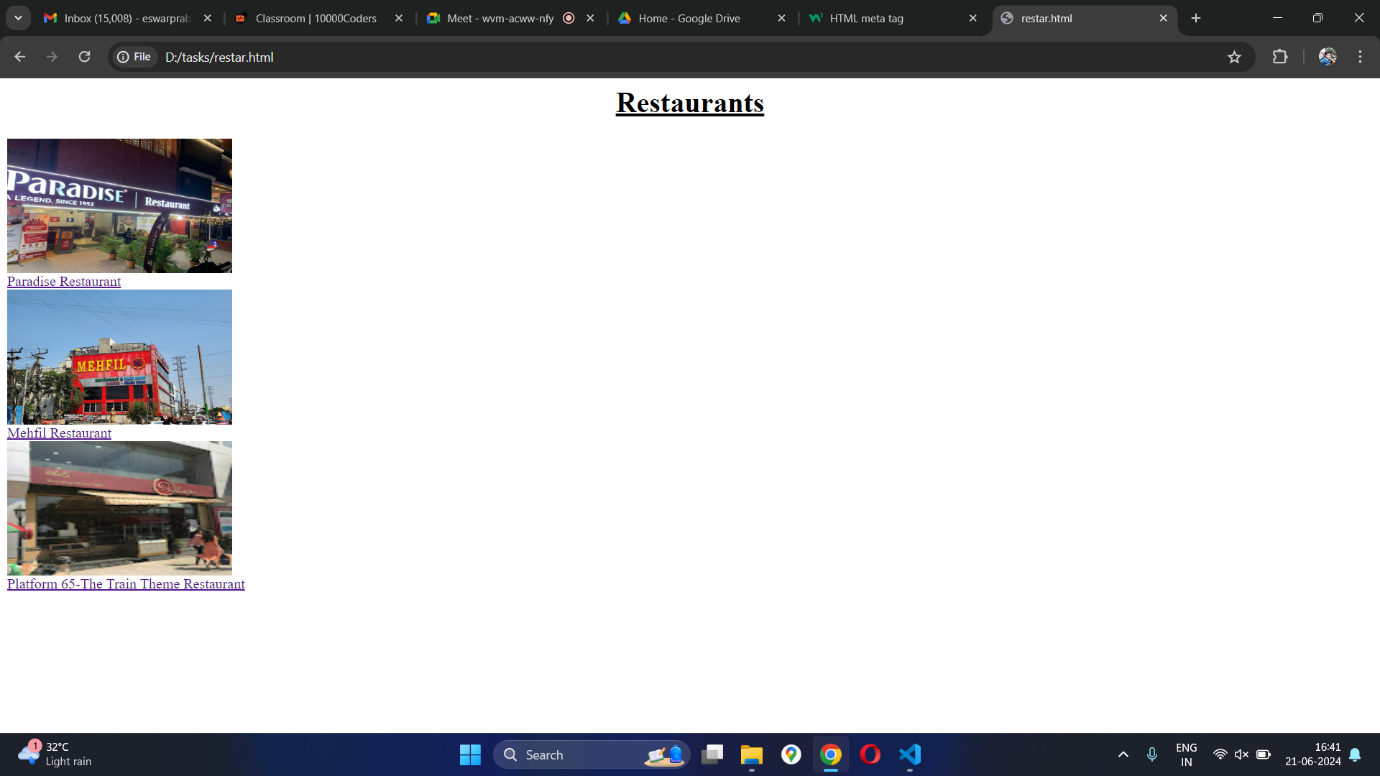 Inbox (15,008) - eswarprab
Classroom | 10000Coders
Meet - wvm-acww-nfy
Home - Google Drive
HTML meta tag
restar.html
File
D:/tasks/restar.html
Restaurants
PARADISE
Restaurant
A LEGEND. SINCE 1953
Paradise Restaurant
MEHFIL
Mehfil Restaurant
Platform 65-The Train Theme Restaurant
1
32°C
Light rain
Search
ENG
IN
16:41
21-06-2024